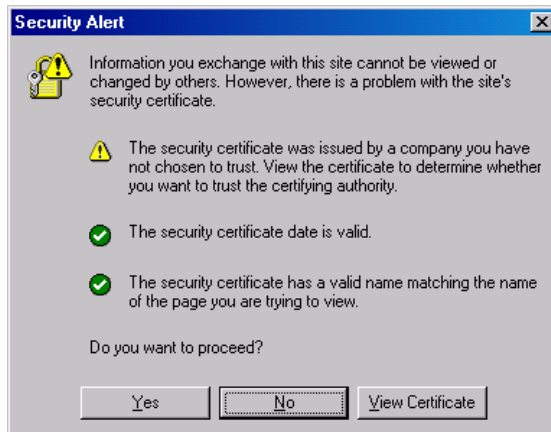 Security Alert
Information you exchange with this site cannot be viewed or
changed by others. However, there is a problem with the site's
security certificate.
The security certificate was issued by a company you have
not chosen to trust. View the certificate to determine whether
you want to trust the certifying authority.
The security certificate date is valid.
The security certificate has a valid name matching the name
of the page you are trying to view.
Do you want to proceed?
Yes No View Certificate